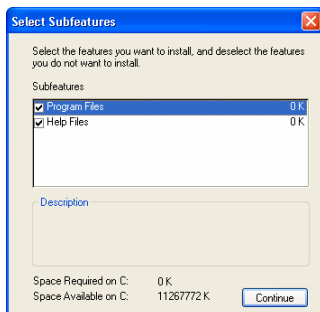 Select Subfeatures
Select the features you want to install, and deselect the features
you do not want to install.
Subfeatures
Program Files 0 K
Help Files 0 K
Description
Space Required on C: 0 K
Space Available on C: 11267772 K
Continue